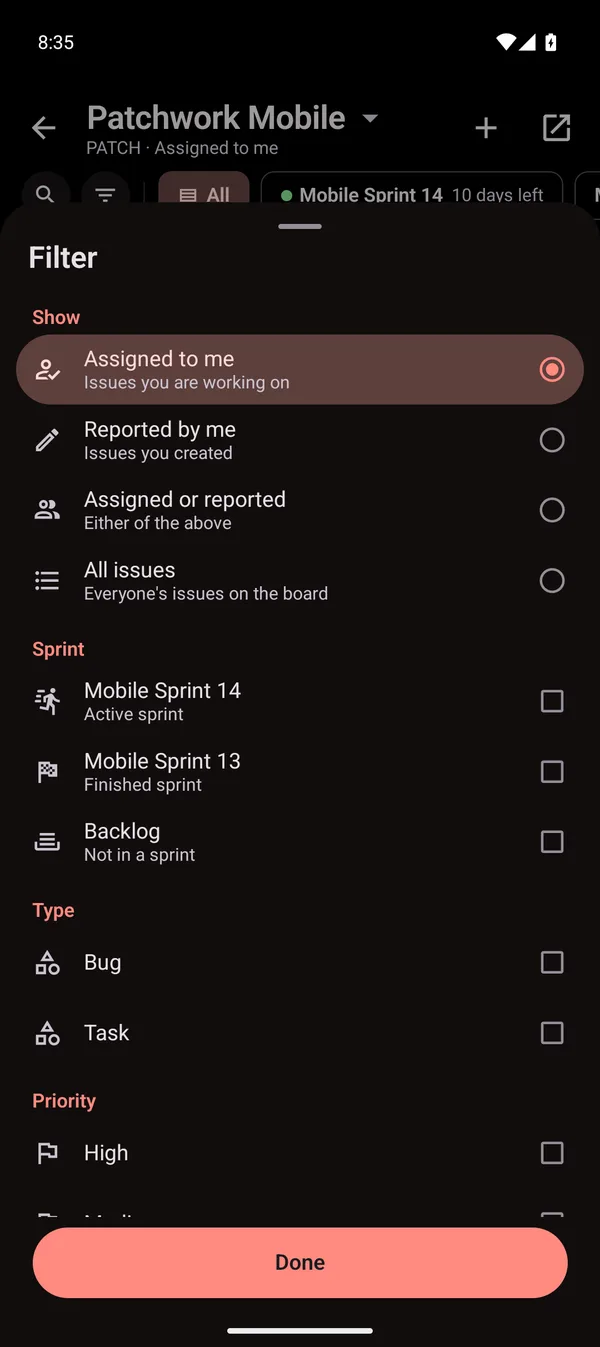 8:35
Patchwork Mobile
PATCH · Assigned to me
All
Mobile Sprint 14 10 days left
Filter
Show
Assigned to me
Issues you are working on
Reported by me
Issues you created
Assigned or reported
Either of the above
All issues
Everyone's issues on the board
Sprint
Mobile Sprint 14
Active sprint
Mobile Sprint 13
Finished sprint
Backlog
Not in a sprint
Type
Bug
Task
Priority
High
Done